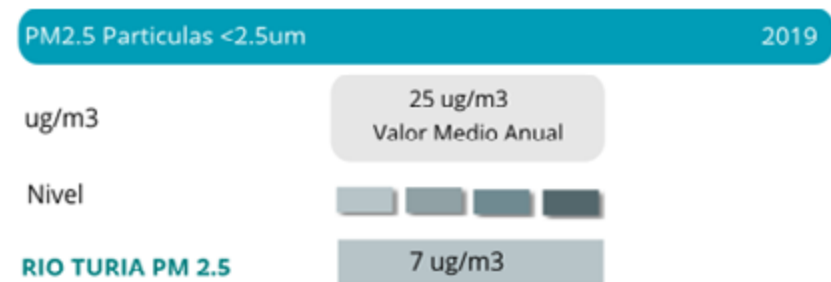 PM2.5 Particulas <2.5um 2019
ug/m3
25 ug/m3
Valor Medio Anual
Nivel
RIO TURIA PM 2.5 7 ug/m3